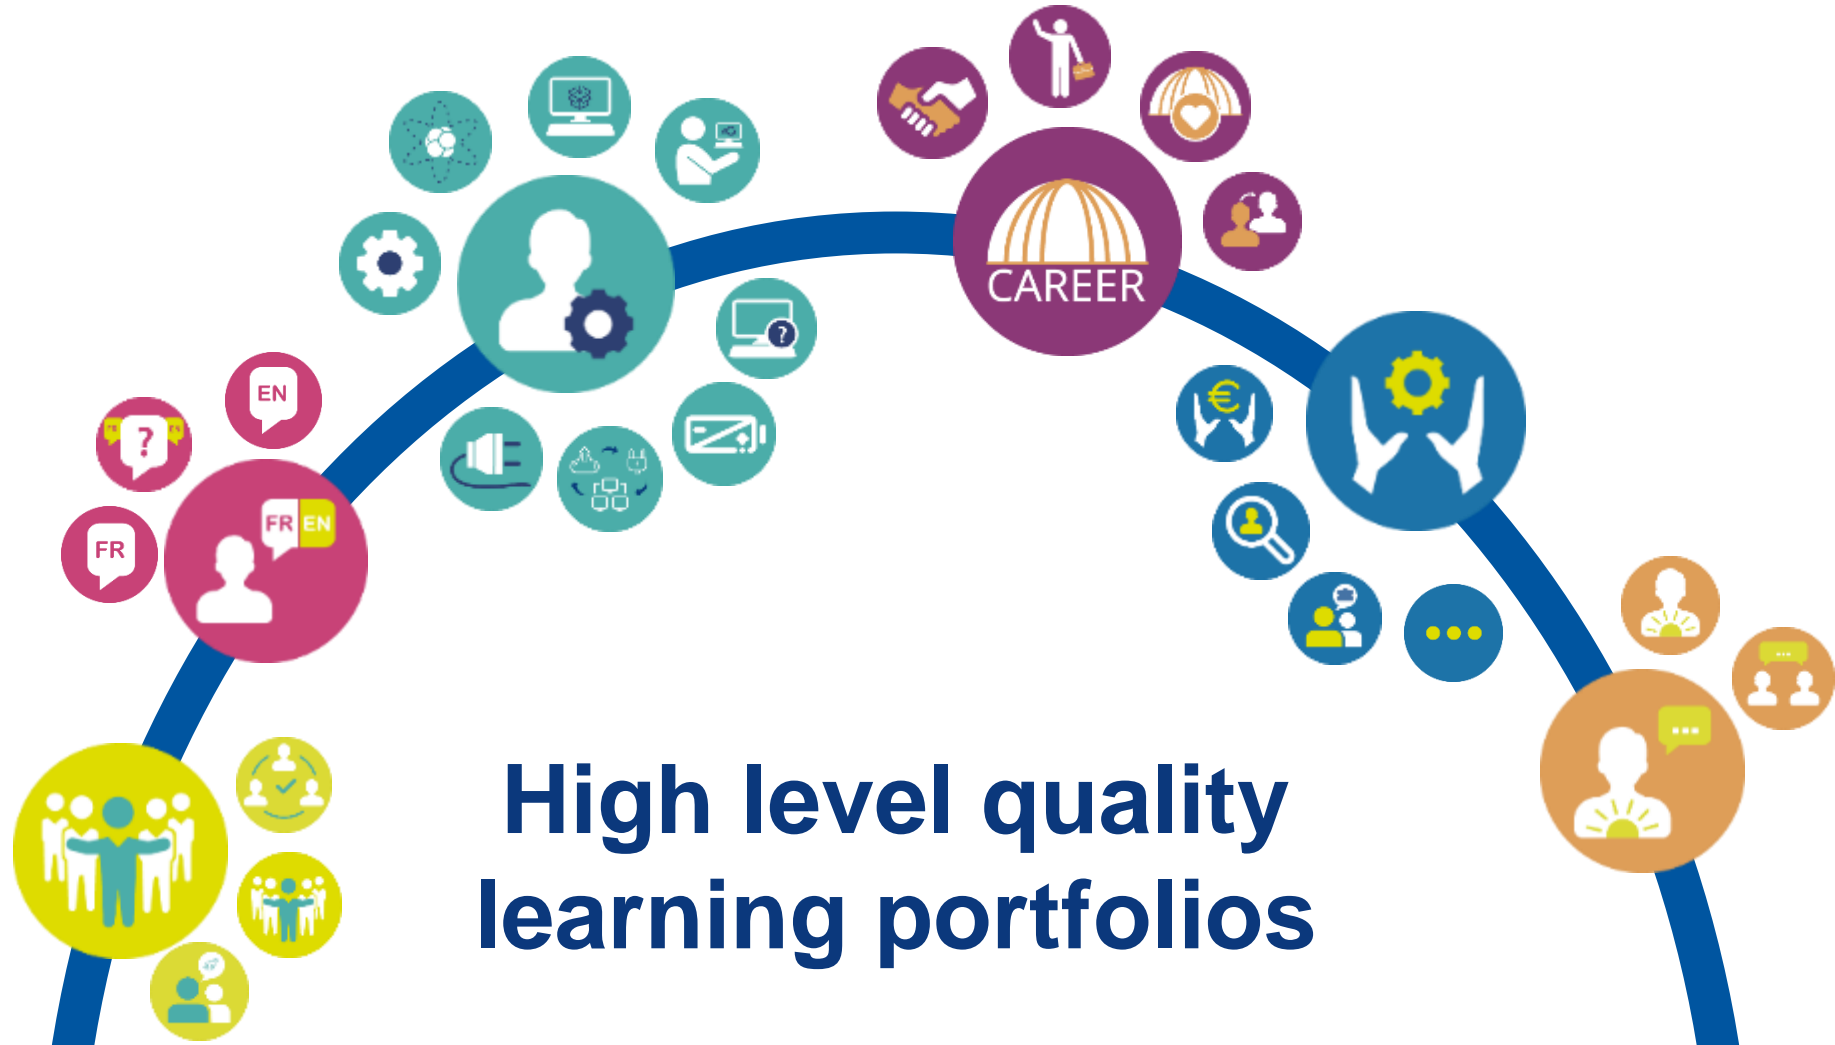 CAREER
EN
?
FR
FR EN
?
€
High level quality
learning portfolios